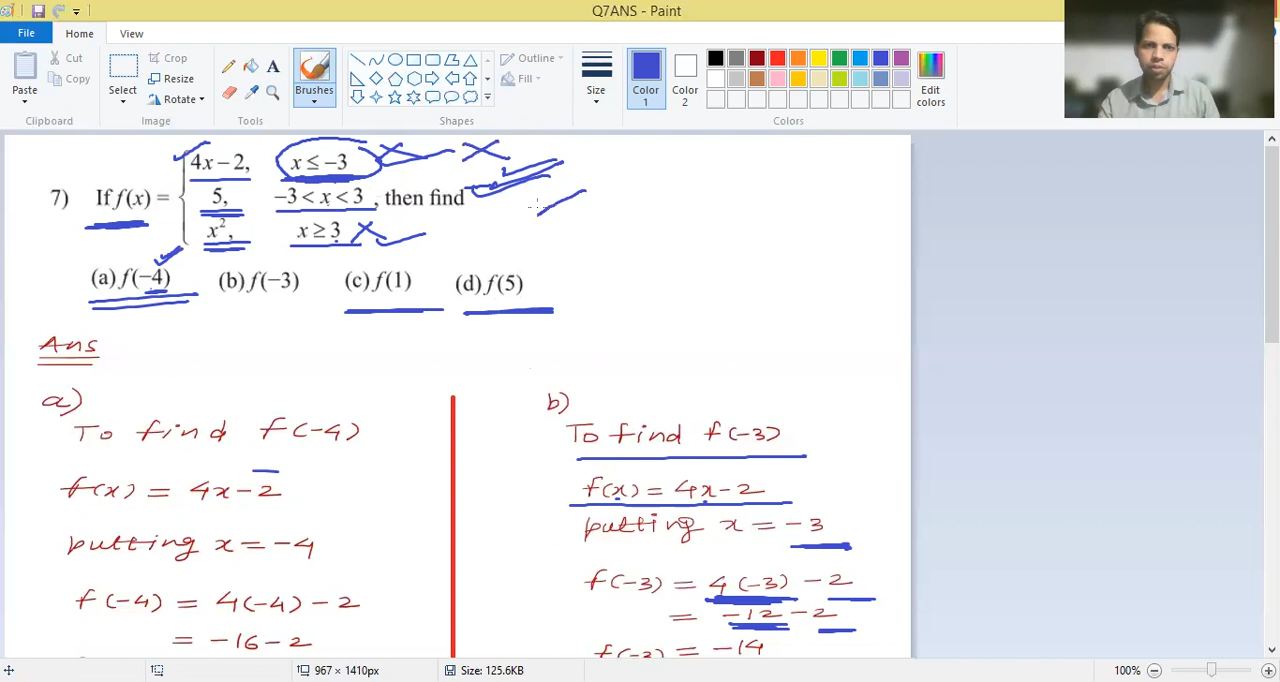 Q7ANS - Paint
File Home View
Paste Cut Copy Clipboard
Select Crop Resize Rotate Image
A Tools
Brushes
Outline Fill Shapes
Size
Color 1 Color 2 Edit colors Colors
7) If f(x) = { 4x − 2, x ≤ −3
5, −3 < x < 3 , then find
x², x ≥ 3
(a) f(−4) (b) f(−3) (c) f(1) (d) f(5)
Ans
a)
To find f(-4)
f(x) = 4x-2
putting x = -4
f(-4) = 4(-4) - 2
= -16 - 2
b)
To find f(-3)
f(x) = 4x-2
putting x = -3
f(-3) = 4(-3) - 2
= -12 - 2
f(-3) = -14
967 × 1410px Size: 125.6KB 100%